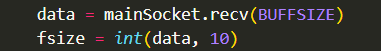 data = mainSocket.recv(BUFFSIZE)
fsize = int(data, 10)